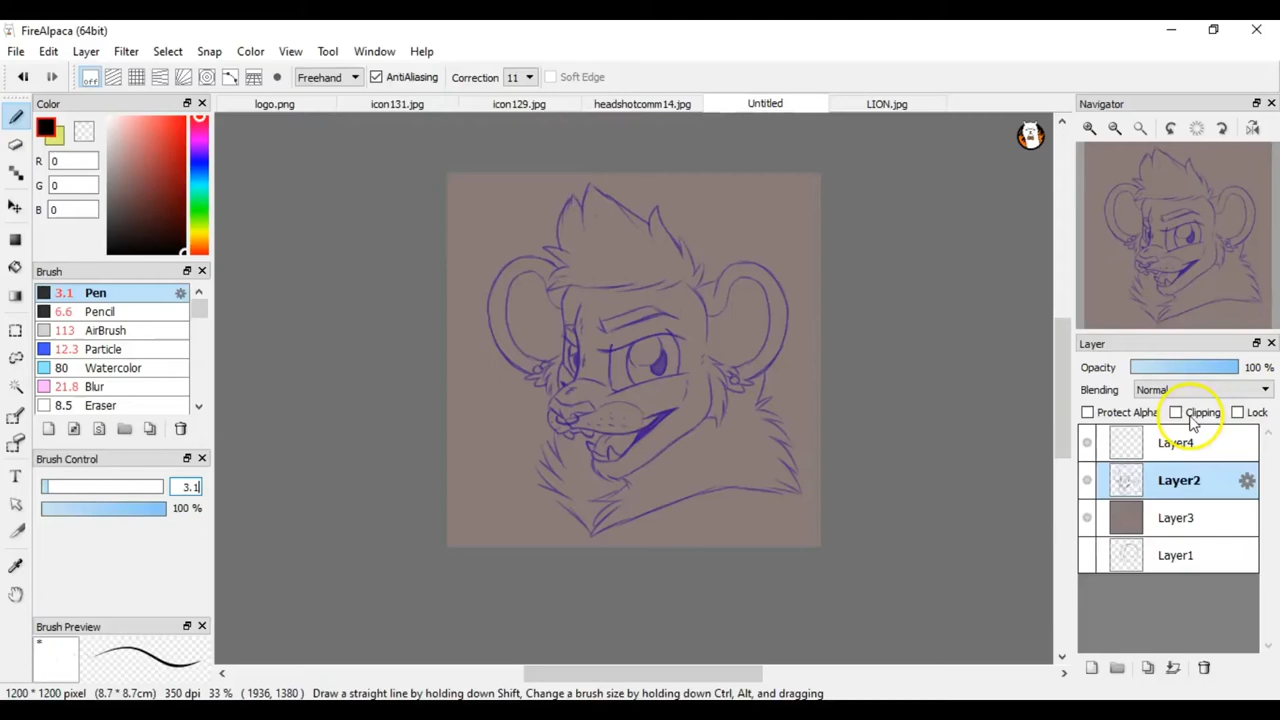 FireAlpaca (64bit)
File Edit Layer Filter Select Snap Color View Tool Window Help
off Freehand AntiAliasing Correction 11 Soft Edge
Color logo.png icon131.jpg icon129.jpg headshotcomm14.jpg Untitled LION.jpg Navigator
R 0
G 0
B 0
Brush
3.1 Pen
6.6 Pencil
113 AirBrush
12.3 Particle
80 Watercolor
21.8 Blur
8.5 Eraser
Brush Control
3.1
100 %
Brush Preview
Layer
Opacity 100 %
Blending Normal
Protect Alpha Clipping Lock
Layer4
Layer2
Layer3
Layer1
1200 * 1200 pixel (8.7 * 8.7cm) 350 dpi 33 % ( 1936, 1380 ) Draw a straight line by holding down Shift, Change a brush size by holding down Ctrl, Alt, and dragging